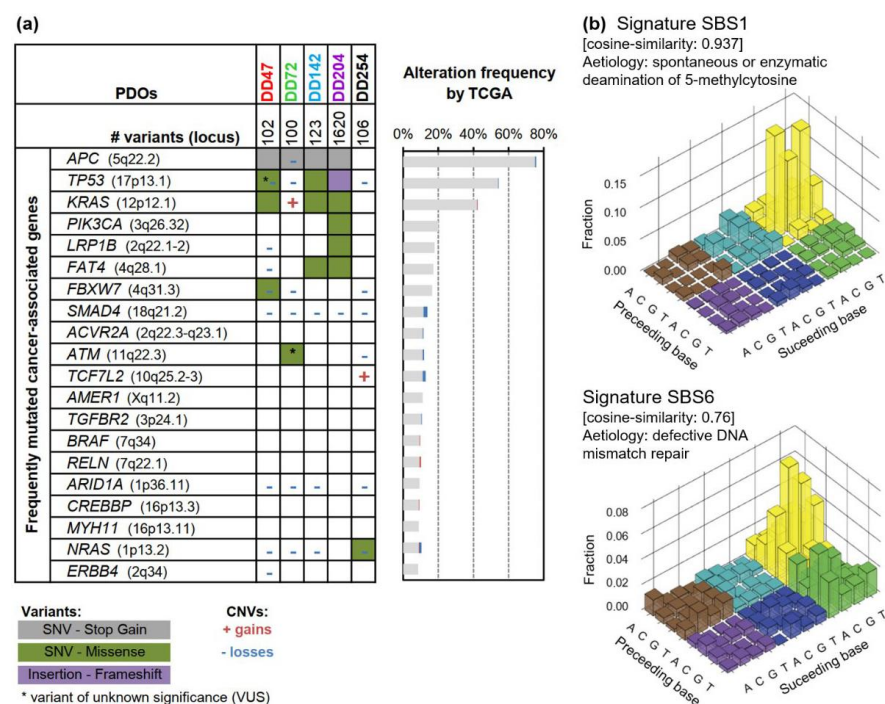 (a)
PDOs
DD47
DD72
DD142
DD204
DD254
# variants (locus)
102
100
123
1620
106
Frequently mutated cancer-associated genes
APC (5q22.2) -
TP53 (17p13.1) *- - -
KRAS (12p12.1) +
PIK3CA (3q26.32)
LRP1B (2q22.1-2) -
FAT4 (4q28.1) -
FBXW7 (4q31.3) - - -
SMAD4 (18q21.2) - - - - -
ACVR2A (2q22.3-q23.1)
ATM (11q22.3) * -
TCF7L2 (10q25.2-3) +
AMER1 (Xq11.2)
TGFBR2 (3p24.1)
BRAF (7q34)
RELN (7q22.1)
ARID1A (1p36.11) - - - -
CREBBP (16p13.3)
MYH11 (16p13.11)
NRAS (1p13.2) - - - -
ERBB4 (2q34) -
Alteration frequency
by TCGA
0% 20% 40% 60% 80%
Variants:
SNV - Stop Gain
SNV - Missense
Insertion - Frameshift
* variant of unknown significance (VUS)
CNVs:
+ gains
- losses
(b) Signature SBS1
[cosine-similarity: 0.937]
Aetiology: spontaneous or enzymatic
deamination of 5-methylcytosine
Fraction
0.15
0.10
0.05
0.00
A C G T A C G T
Preceeding base
A C G T A C G T A C G T
Suceeding base
Signature SBS6
[cosine-similarity: 0.76]
Aetiology: defective DNA
mismatch repair
Fraction
0.08
0.06
0.04
0.02
0.00
A C G T A C G T
Preceeding base
A C G T A C G T A C G T
Suceeding base